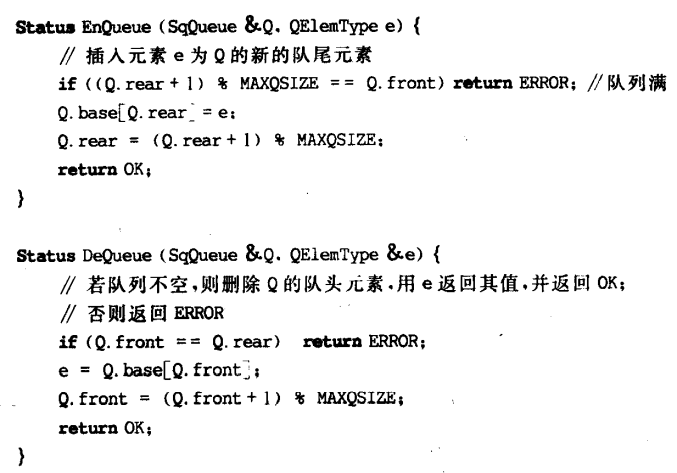 Status EnQueue (SqQueue &Q, QElemType e) {
// 插入元素 e 为 Q 的新的队尾元素
if ((Q.rear + 1) % MAXQSIZE == Q.front) return ERROR; // 队列满
Q.base[Q.rear] = e;
Q.rear = (Q.rear + 1) % MAXQSIZE;
return OK;
}
Status DeQueue (SqQueue &Q, QElemType &e) {
// 若队列不空,则删除 Q 的队头元素,用 e 返回其值,并返回 OK;
// 否则返回 ERROR
if (Q.front == Q.rear) return ERROR;
e = Q.base[Q.front];
Q.front = (Q.front + 1) % MAXQSIZE;
return OK;
}